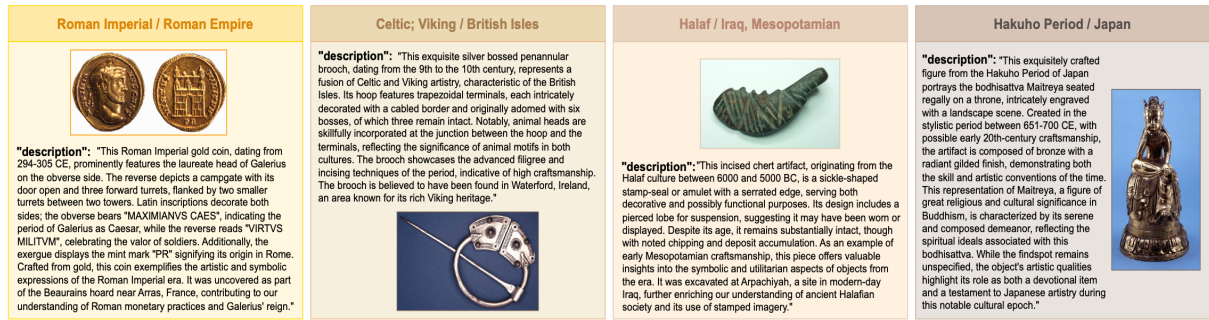 Roman Imperial / Roman Empire
"description": "This Roman Imperial gold coin, dating from
294-305 CE, prominently features the laureate head of Galerius
on the obverse side. The reverse depicts a campgate with its
door open and three forward turrets, flanked by two smaller
turrets between two towers. Latin inscriptions decorate both
sides; the obverse bears "MAXIMIANVS CAES", indicating the
period of Galerius as Caesar, while the reverse reads "VIRTVS
MILITVM", celebrating the valor of soldiers. Additionally, the
exergue displays the mint mark "PR" signifying its origin in Rome.
Crafted from gold, this coin exemplifies the artistic and symbolic
expressions of the Roman Imperial era. It was uncovered as part
of the Beaurains hoard near Arras, France, contributing to our
understanding of Roman monetary practices and Galerius' reign."
Celtic; Viking / British Isles
"description": "This exquisite silver bossed penannular
brooch, dating from the 9th to the 10th century, represents a
fusion of Celtic and Viking artistry, characteristic of the British
Isles. Its hoop features trapezoidal terminals, each intricately
decorated with a cabled border and originally adorned with six
bosses, of which three remain intact. Notably, animal heads are
skillfully incorporated at the junction between the hoop and the
terminals, reflecting the significance of animal motifs in both
cultures. The brooch showcases the advanced filigree and
incising techniques of the period, indicative of high craftsmanship.
The brooch is believed to have been found in Waterford, Ireland,
an area known for its rich Viking heritage."
Halaf / Iraq, Mesopotamian
"description":"This incised chert artifact, originating from the
Halaf culture between 6000 and 5000 BC, is a sickle-shaped
stamp-seal or amulet with a serrated edge, serving both
decorative and possibly functional purposes. Its design includes a
pierced lobe for suspension, suggesting it may have been worn or
displayed. Despite its age, it remains substantially intact, though
with noted chipping and deposit accumulation. As an example of
early Mesopotamian craftsmanship, this piece offers valuable
insights into the symbolic and utilitarian aspects of objects from
the era. It was excavated at Arpachiyah, a site in modern-day
Iraq, further enriching our understanding of ancient Halafian
society and its use of stamped imagery."
Hakuho Period / Japan
"description": "This exquisitely crafted
figure from the Hakuho Period of Japan
portrays the bodhisattva Maitreya seated
regally on a throne, intricately engraved
with a landscape scene. Created in the
stylistic period between 651-700 CE, with
possible early 20th-century craftsmanship,
the artifact is composed of bronze with a
radiant gilded finish, demonstrating both
the skill and artistic conventions of the time.
This representation of Maitreya, a figure of
great religious and cultural significance in
Buddhism, is characterized by its serene
and composed demeanor, reflecting the
spiritual ideals associated with this
bodhisattva. While the findspot remains
unspecified, the object's artistic qualities
highlight its role as both a devotional item
and a testament to Japanese artistry during
this notable cultural epoch."